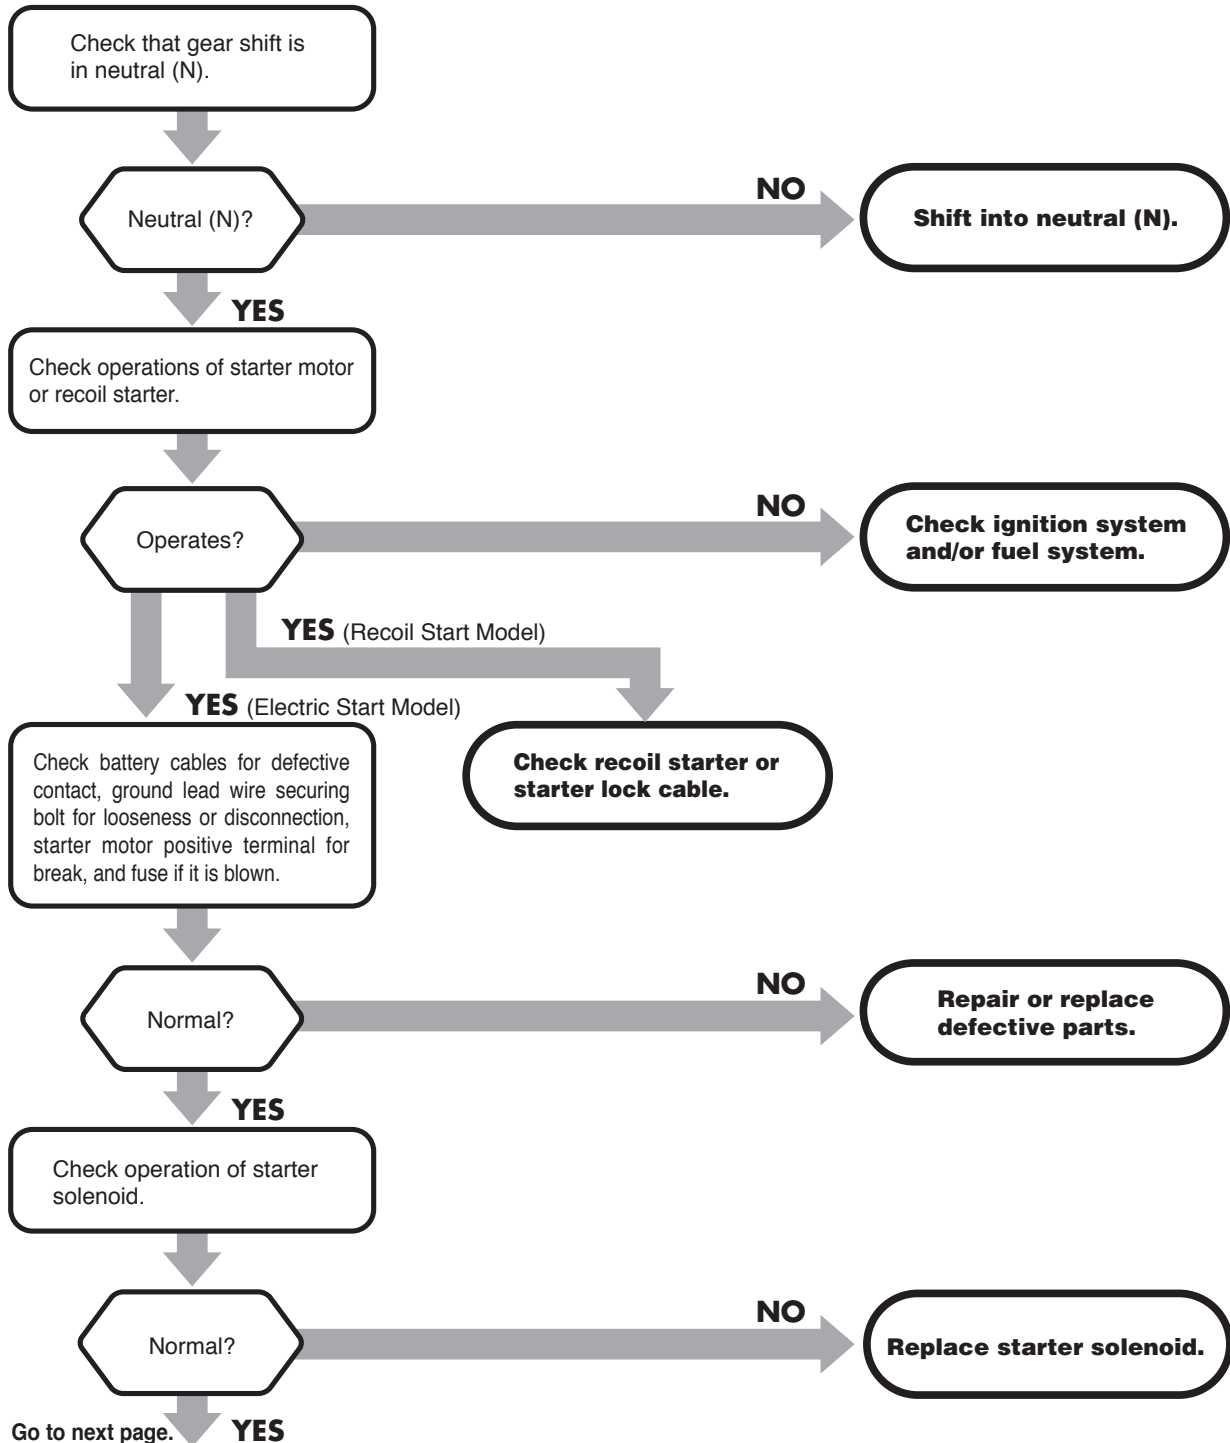 Check that gear shift is
in neutral (N).
Neutral (N)?
NO
Shift into neutral (N).
YES
Check operations of starter motor
or recoil starter.
Operates?
NO
Check ignition system
and/or fuel system.
YES (Recoil Start Model)
YES (Electric Start Model)
Check recoil starter or
starter lock cable.
Check battery cables for defective
contact, ground lead wire securing
bolt for looseness or disconnection,
starter motor positive terminal for
break, and fuse if it is blown.
Normal?
NO
Repair or replace
defective parts.
YES
Check operation of starter
solenoid.
Normal?
NO
Replace starter solenoid.
Go to next page.
YES